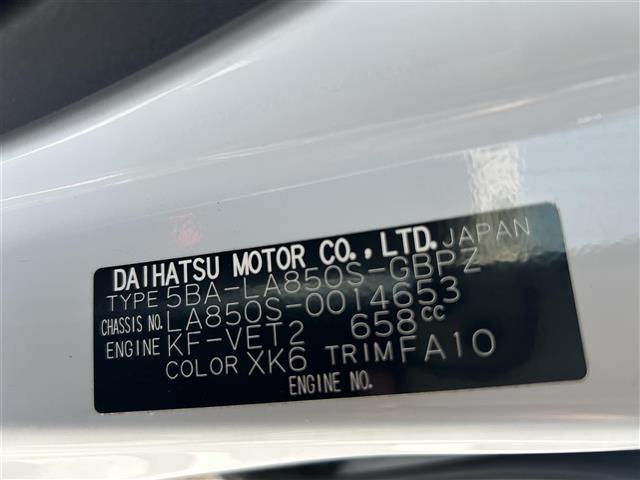 DAIHATSU MOTOR CO., LTD. JAPAN
TYPE 5BA-LA850S-GBPZ
CHASSIS NO. LA850S-0014653
ENGINE KF-VET2 658cc
COLOR XK6 TRIM FA10
ENGINE NO.